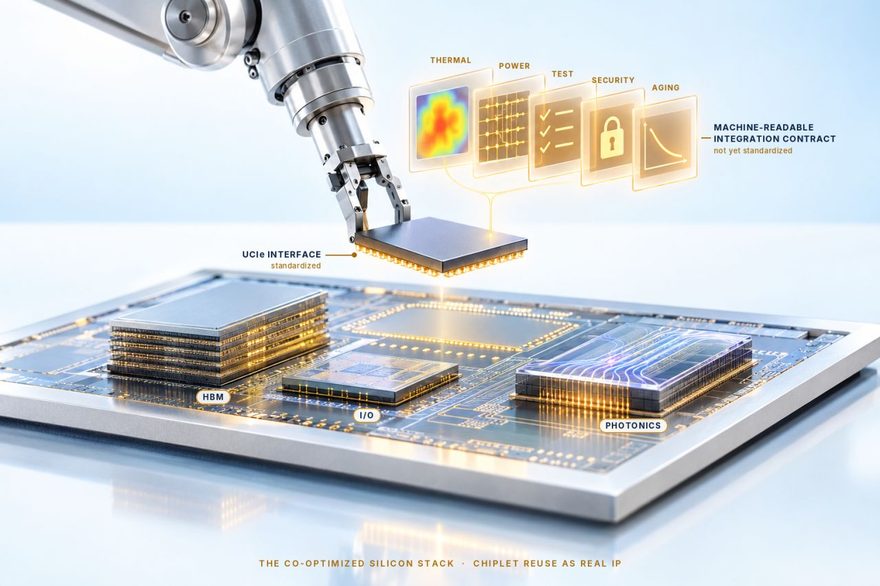 THERMAL
POWER
TEST
SECURITY
AGING
MACHINE-READABLE
INTEGRATION CONTRACT
not yet standardized
UCIe INTERFACE
standardized
HBM
I/O
PHOTONICS
THE CO-OPTIMIZED SILICON STACK · CHIPLET REUSE AS REAL IP